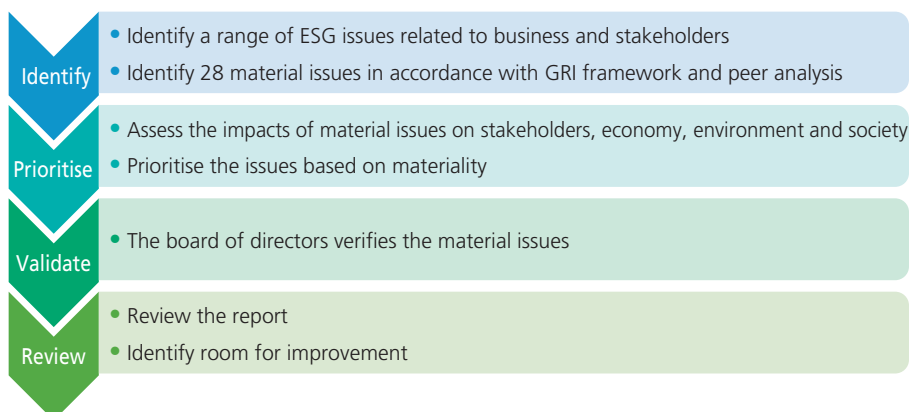 Identify
• Identify a range of ESG issues related to business and stakeholders
• Identify 28 material issues in accordance with GRI framework and peer analysis
Prioritise
• Assess the impacts of material issues on stakeholders, economy, environment and society
• Prioritise the issues based on materiality
Validate
• The board of directors verifies the material issues
Review
• Review the report
• Identify room for improvement